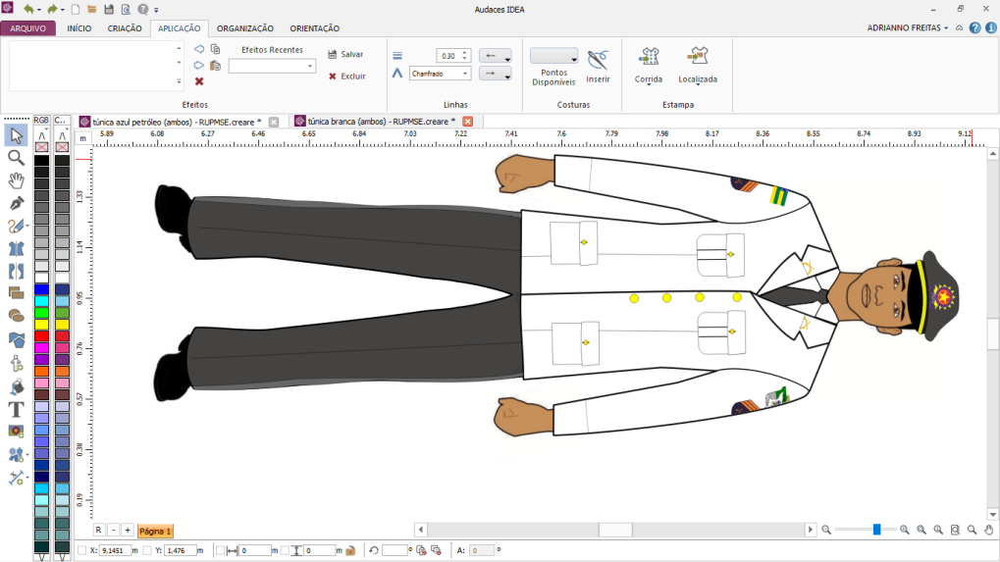 Audaces IDEA
ARQUIVO INÍCIO CRIAÇÃO APLICAÇÃO ORGANIZAÇÃO ORIENTAÇÃO ADRIANNO FREITAS
Efeitos Recentes
Salvar
Excluir
Efeitos
0,30
Chanfrado
Linhas
Pontos
Disponíveis
Inserir
Costuras
Corrida
Localizada
Estampa
RGB C...
túnica azul petróleo (ambos) - RUPMSE.creare *
túnica branca (ambos) - RUPMSE.creare *
m
5.89 6.08 6.27 6.46 6.65 6.84 7.03 7.22 7.41 7.6 7.79 7.98 8.17 8.36 8.55 8.74 8.93 9.12
1.33
1.14
0.95
0.76
0.57
0.38
0.19
R - + Página 1
X: 9,1451 m Y: 1,476 m 0 m 0 m ° A: 0 °